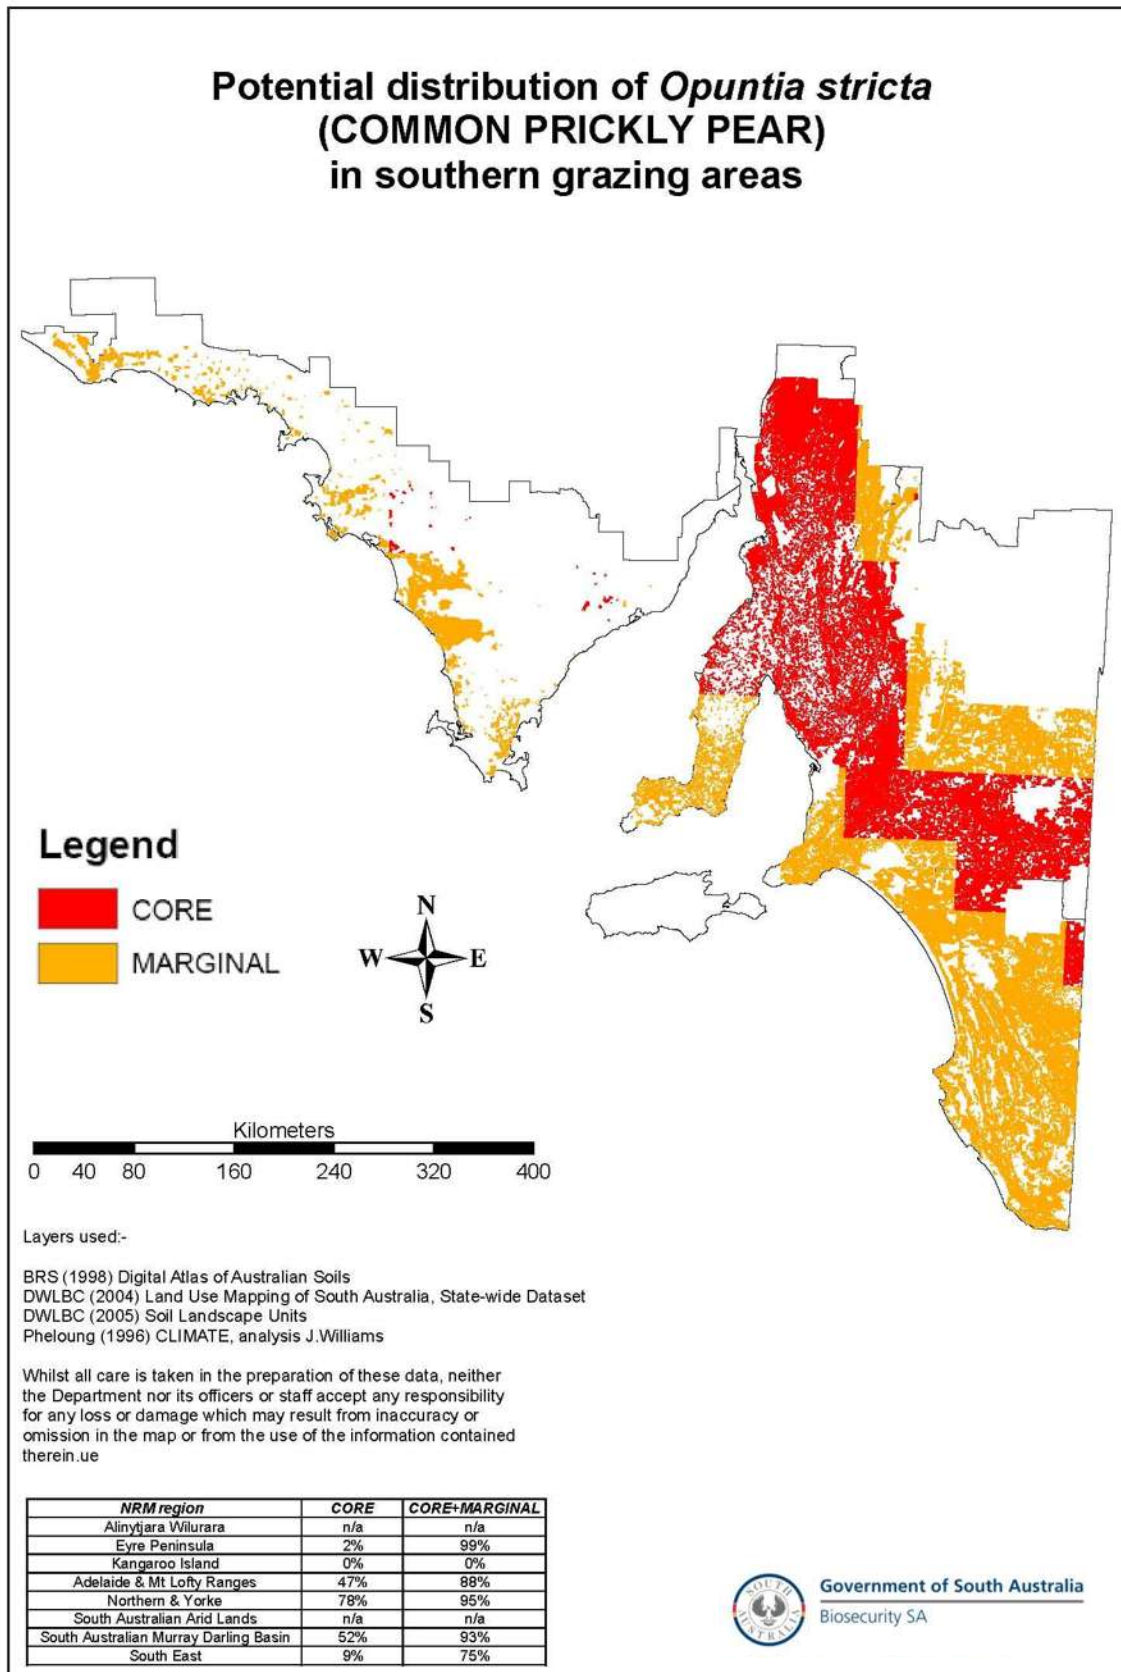 Potential distribution of Opuntia stricta
(COMMON PRICKLY PEAR)
in southern grazing areas
Legend
CORE
MARGINAL
N
W E
S
Kilometers
0 40 80 160 240 320 400
Layers used:-
BRS (1998) Digital Atlas of Australian Soils
DWLBC (2004) Land Use Mapping of South Australia, State-wide Dataset
DWLBC (2005) Soil Landscape Units
Pheloung (1996) CLIMATE, analysis J.Williams
Whilst all care is taken in the preparation of these data, neither
the Department nor its officers or staff accept any responsibility
for any loss or damage which may result from inaccuracy or
omission in the map or from the use of the information contained
therein.ue
NRM region CORE CORE+MARGINAL
Alinytjara Wilurara n/a n/a
Eyre Peninsula 2% 99%
Kangaroo Island 0% 0%
Adelaide & Mt Lofty Ranges 47% 88%
Northern & Yorke 78% 95%
South Australian Arid Lands n/a n/a
South Australian Murray Darling Basin 52% 93%
South East 9% 75%
SOUTH AUSTRALIA
Government of South Australia
Biosecurity SA